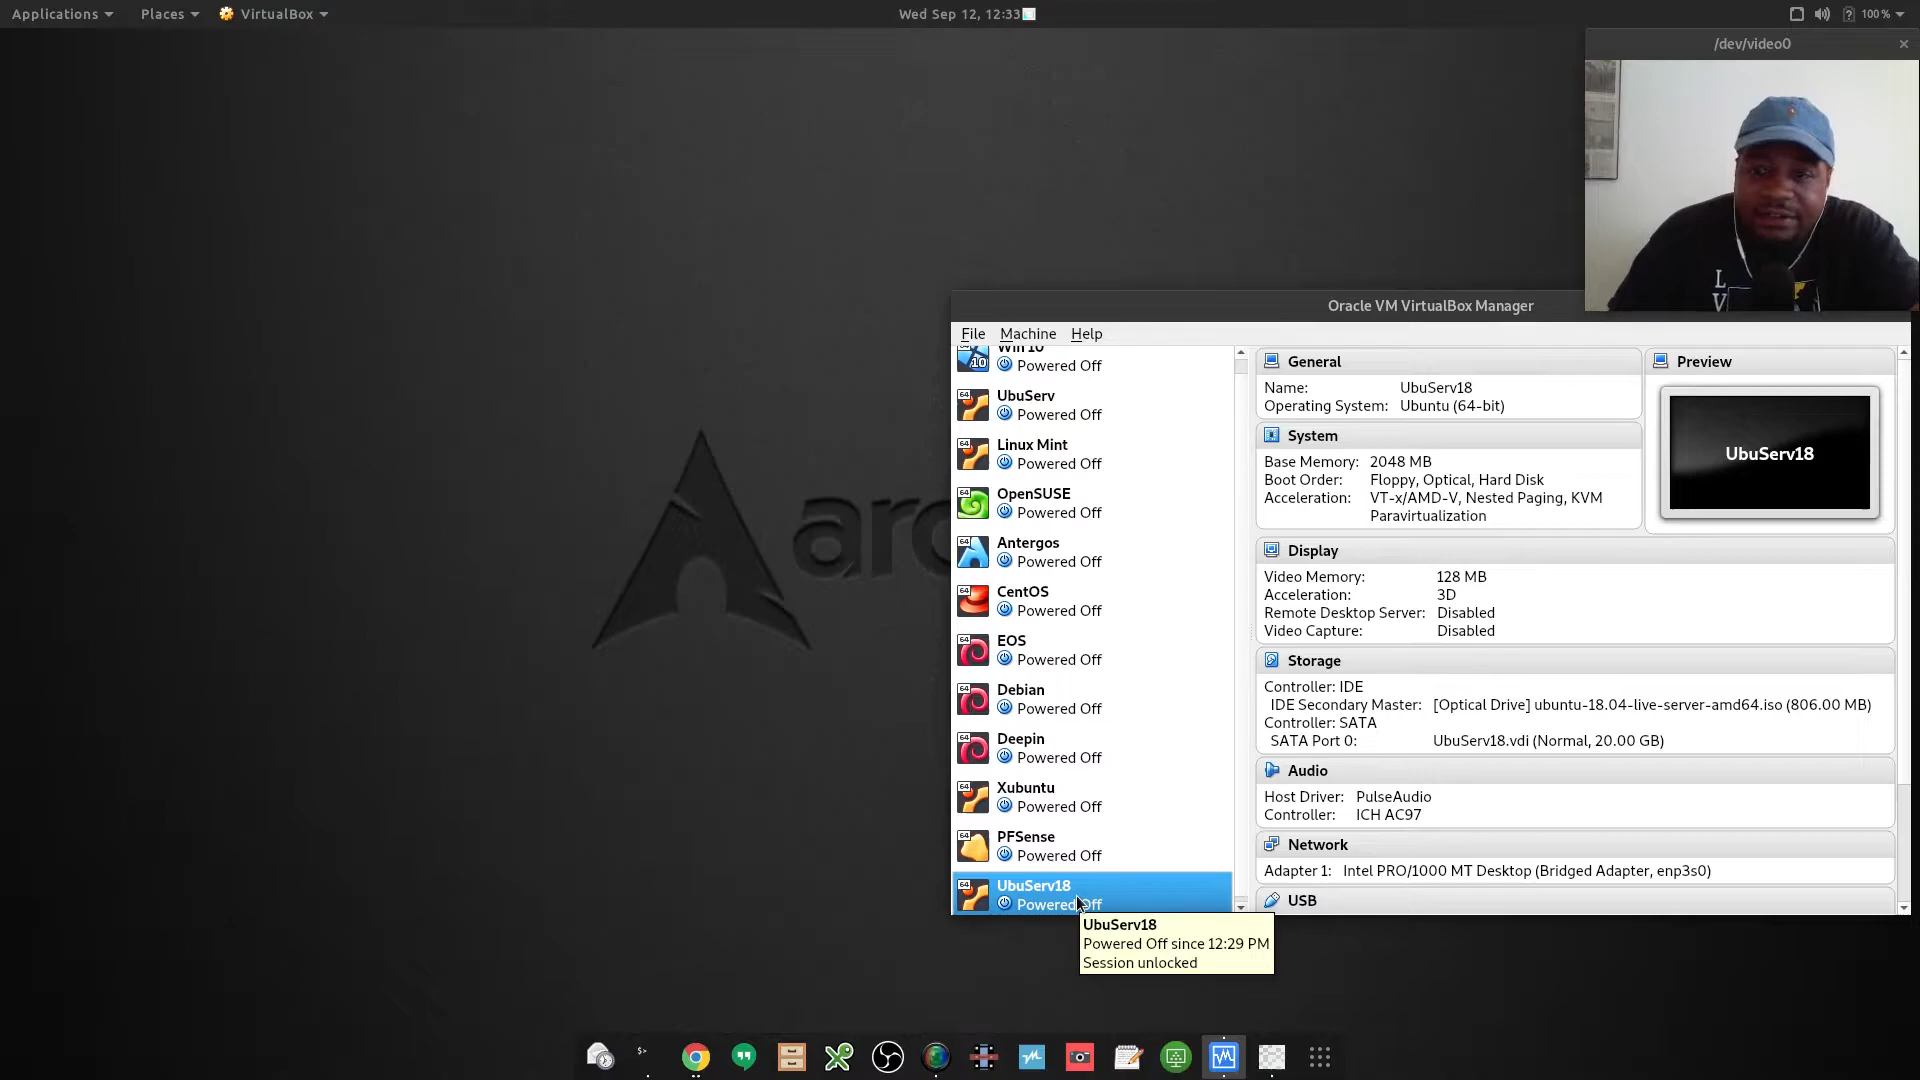 Applications
Places
VirtualBox
Wed Sep 12, 12:33
100 %
/dev/video0
Oracle VM VirtualBox Manager
File Machine Help
Win 10
Powered Off
UbuServ
Powered Off
Linux Mint
Powered Off
OpenSUSE
Powered Off
Antergos
Powered Off
CentOS
Powered Off
EOS
Powered Off
Debian
Powered Off
Deepin
Powered Off
Xubuntu
Powered Off
PFSense
Powered Off
UbuServ18
Powered Off
UbuServ18
Powered Off since 12:29 PM
Session unlocked
General
Name: UbuServ18
Operating System: Ubuntu (64-bit)
System
Base Memory: 2048 MB
Boot Order: Floppy, Optical, Hard Disk
Acceleration: VT-x/AMD-V, Nested Paging, KVM
Paravirtualization
Preview
UbuServ18
Display
Video Memory: 128 MB
Acceleration: 3D
Remote Desktop Server: Disabled
Video Capture: Disabled
Storage
Controller: IDE
IDE Secondary Master: [Optical Drive] ubuntu-18.04-live-server-amd64.iso (806.00 MB)
Controller: SATA
SATA Port 0: UbuServ18.vdi (Normal, 20.00 GB)
Audio
Host Driver: PulseAudio
Controller: ICH AC97
Network
Adapter 1: Intel PRO/1000 MT Desktop (Bridged Adapter, enp3s0)
USB
arc
L
V